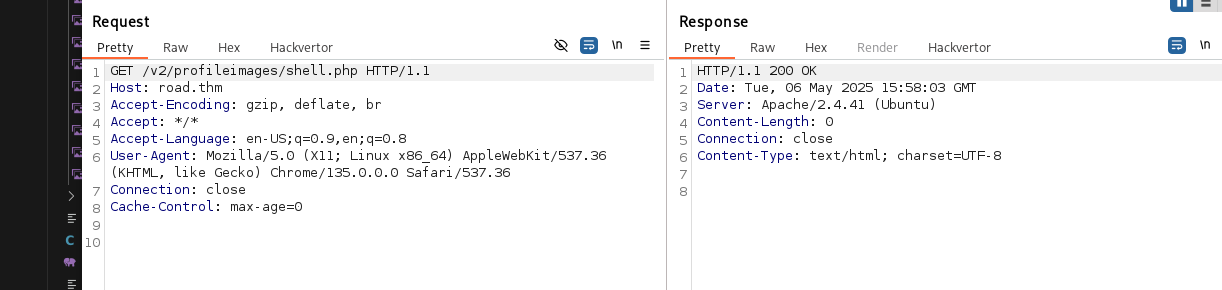 Request
Pretty Raw Hex Hackvertor \n
1 GET /v2/profileimages/shell.php HTTP/1.1
2 Host: road.thm
3 Accept-Encoding: gzip, deflate, br
4 Accept: */*
5 Accept-Language: en-US;q=0.9,en;q=0.8
6 User-Agent: Mozilla/5.0 (X11; Linux x86_64) AppleWebKit/537.36
(KHTML, like Gecko) Chrome/135.0.0.0 Safari/537.36
7 Connection: close
8 Cache-Control: max-age=0
9
10
Response
Pretty Raw Hex Render Hackvertor \n
1 HTTP/1.1 200 OK
2 Date: Tue, 06 May 2025 15:58:03 GMT
3 Server: Apache/2.4.41 (Ubuntu)
4 Content-Length: 0
5 Connection: close
6 Content-Type: text/html; charset=UTF-8
7
8
C